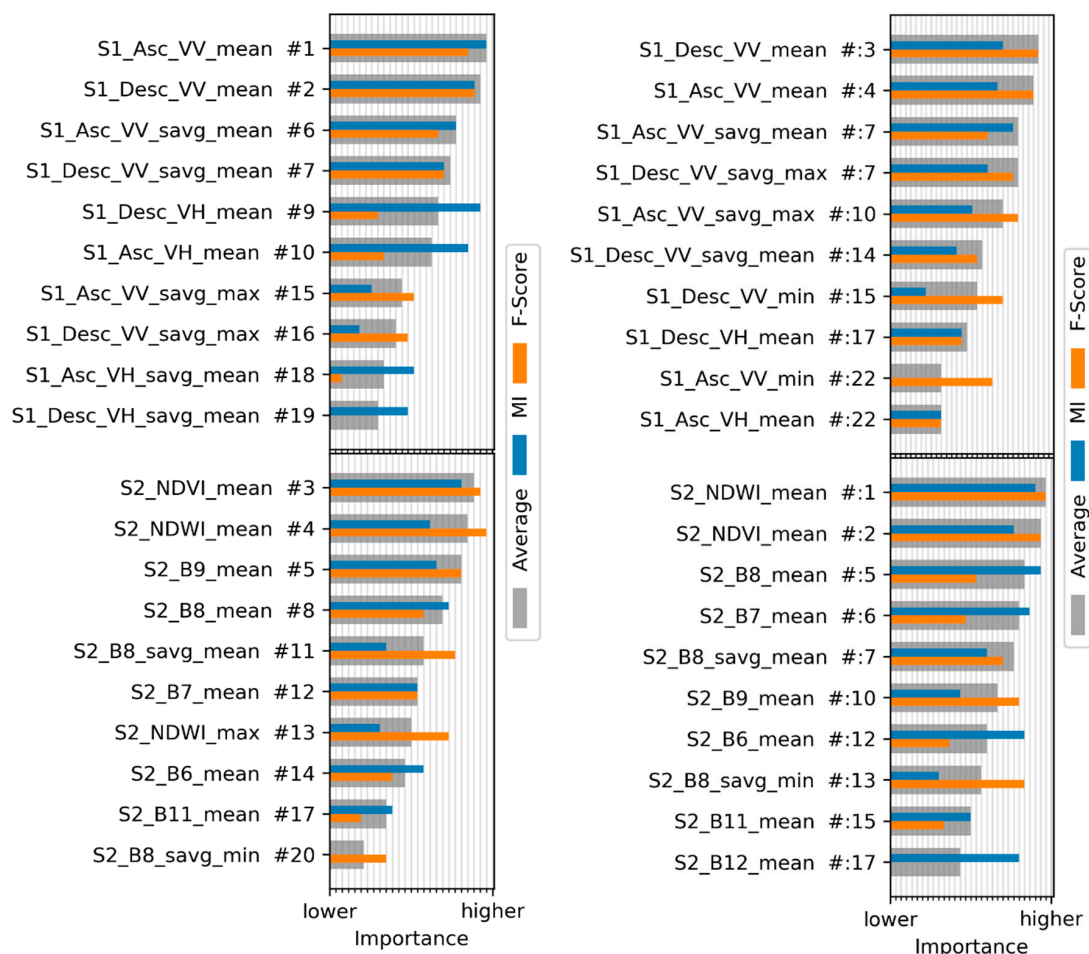 S1_Asc_VV_mean #1
S1_Desc_VV_mean #2
S1_Asc_VV_savg_mean #6
S1_Desc_VV_savg_mean #7
S1_Desc_VH_mean #9
S1_Asc_VH_mean #10
S1_Asc_VV_savg_max #15
S1_Desc_VV_savg_max #16
S1_Asc_VH_savg_mean #18
S1_Desc_VH_savg_mean #19
S2_NDVI_mean #3
S2_NDWI_mean #4
S2_B9_mean #5
S2_B8_mean #8
S2_B8_savg_mean #11
S2_B7_mean #12
S2_NDWI_max #13
S2_B6_mean #14
S2_B11_mean #17
S2_B8_savg_min #20
lower higher
Importance
Average MI F-Score
S1_Desc_VV_mean #:3
S1_Asc_VV_mean #:4
S1_Asc_VV_savg_mean #:7
S1_Desc_VV_savg_max #:7
S1_Asc_VV_savg_max #:10
S1_Desc_VV_savg_mean #:14
S1_Desc_VV_min #:15
S1_Desc_VH_mean #:17
S1_Asc_VV_min #:22
S1_Asc_VH_mean #:22
S2_NDWI_mean #:1
S2_NDVI_mean #:2
S2_B8_mean #:5
S2_B7_mean #:6
S2_B8_savg_mean #:7
S2_B9_mean #:10
S2_B6_mean #:12
S2_B8_savg_min #:13
S2_B11_mean #:15
S2_B12_mean #:17
lower higher
Importance
Average MI F-Score